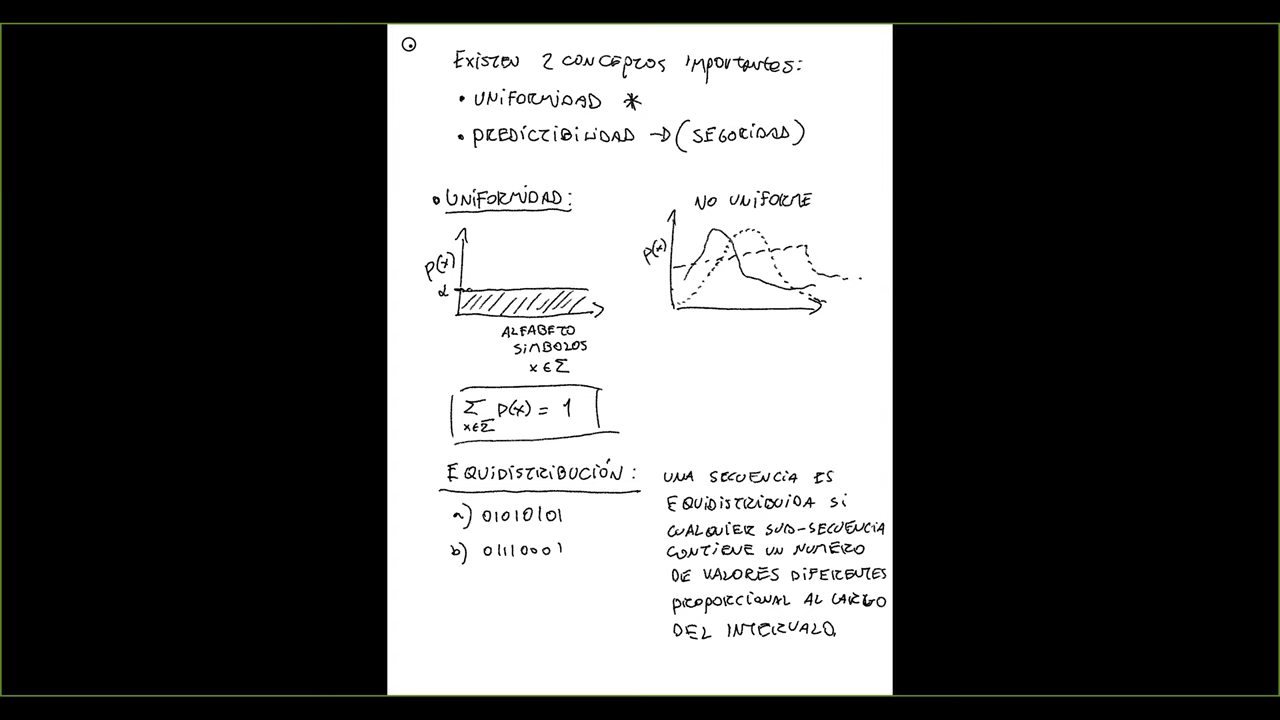 Existen 2 conceptos importantes:
• UNIFORMIDAD *
• PREDICTIBILIDAD → (SEGURIDAD)
• UNIFORMIDAD:
P(x)
α
ALFABETO
SIMBOLOS
x ∈ Σ
NO UNIFORME
P(x)
Σ P(x) = 1
x∈Σ
EQUIDISTRIBUCIÓN:
a) 01010101
b) 01110001
UNA SECUENCIA ES
EQUIDISTRIBUIDA SI
CUALQUIER SUB-SECUENCIA
CONTIENE UN NUMERO
DE VALORES DIFERENTES
PROPORCIONAL AL LARGO
DEL INTERVALO.